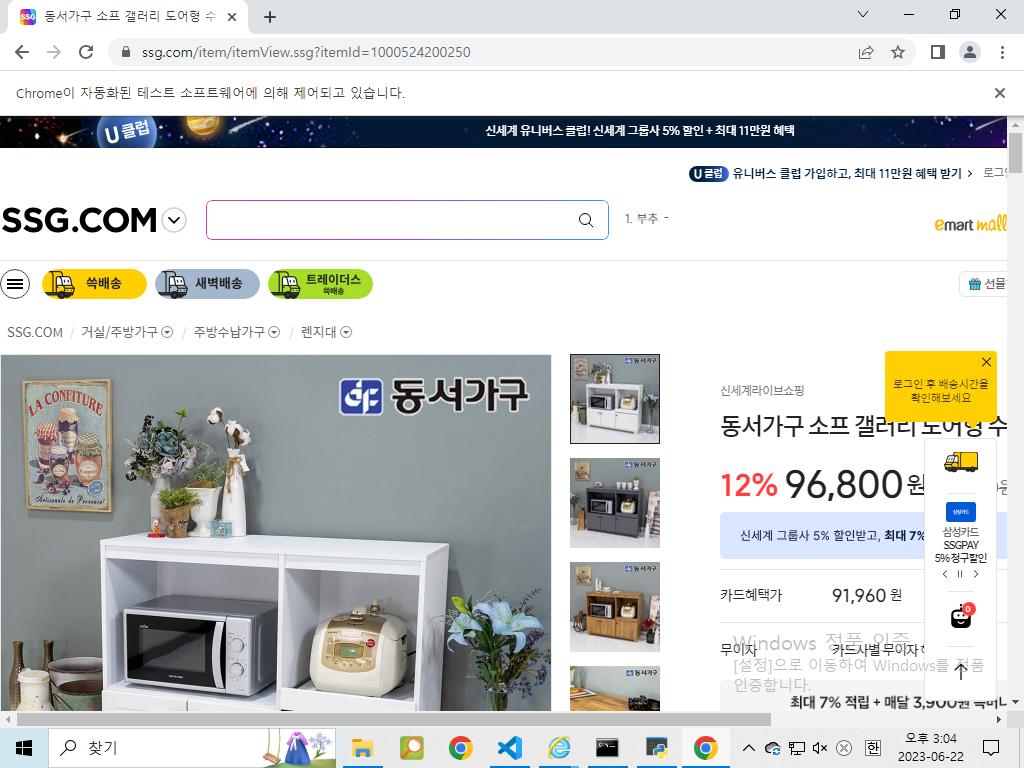 동서가구 소프 갤러리 도어형 수
ssg.com/item/itemView.ssg?itemId=1000524200250
Chrome이 자동화된 테스트 소프트웨어에 의해 제어되고 있습니다.
U클럽
신세계 유니버스 클럽! 신세계 그룹사 5% 할인 + 최대 11만원 혜택
U클럽 유니버스 클럽 가입하고, 최대 11만원 혜택 받기 >
SSG.COM
1. 부추 -
emart mall
쓱배송
새벽배송
트레이더스
쓱배송
선물
SSG.COM / 거실/주방가구 / 주방수납가구 / 렌지대
LA CONFITURE
동서가구
신세계라이브쇼핑
로그인 후 배송시간을
확인해보세요
동서가구 소프 갤러리 도어형 수
12% 96,800원
신세계 그룹사 5% 할인받고, 최대 7%
삼성카드
삼성카드
SSGPAY
5% 청구할인
카드혜택가 91,960 원
0
무이자 카드사별 무이자
Windows 정품 인증
[설정]으로 이동하여 Windows를 정품
인증합니다.
최대 7% 적립 + 매달 3,900원
찾기
오후 3:04
2023-06-22
한